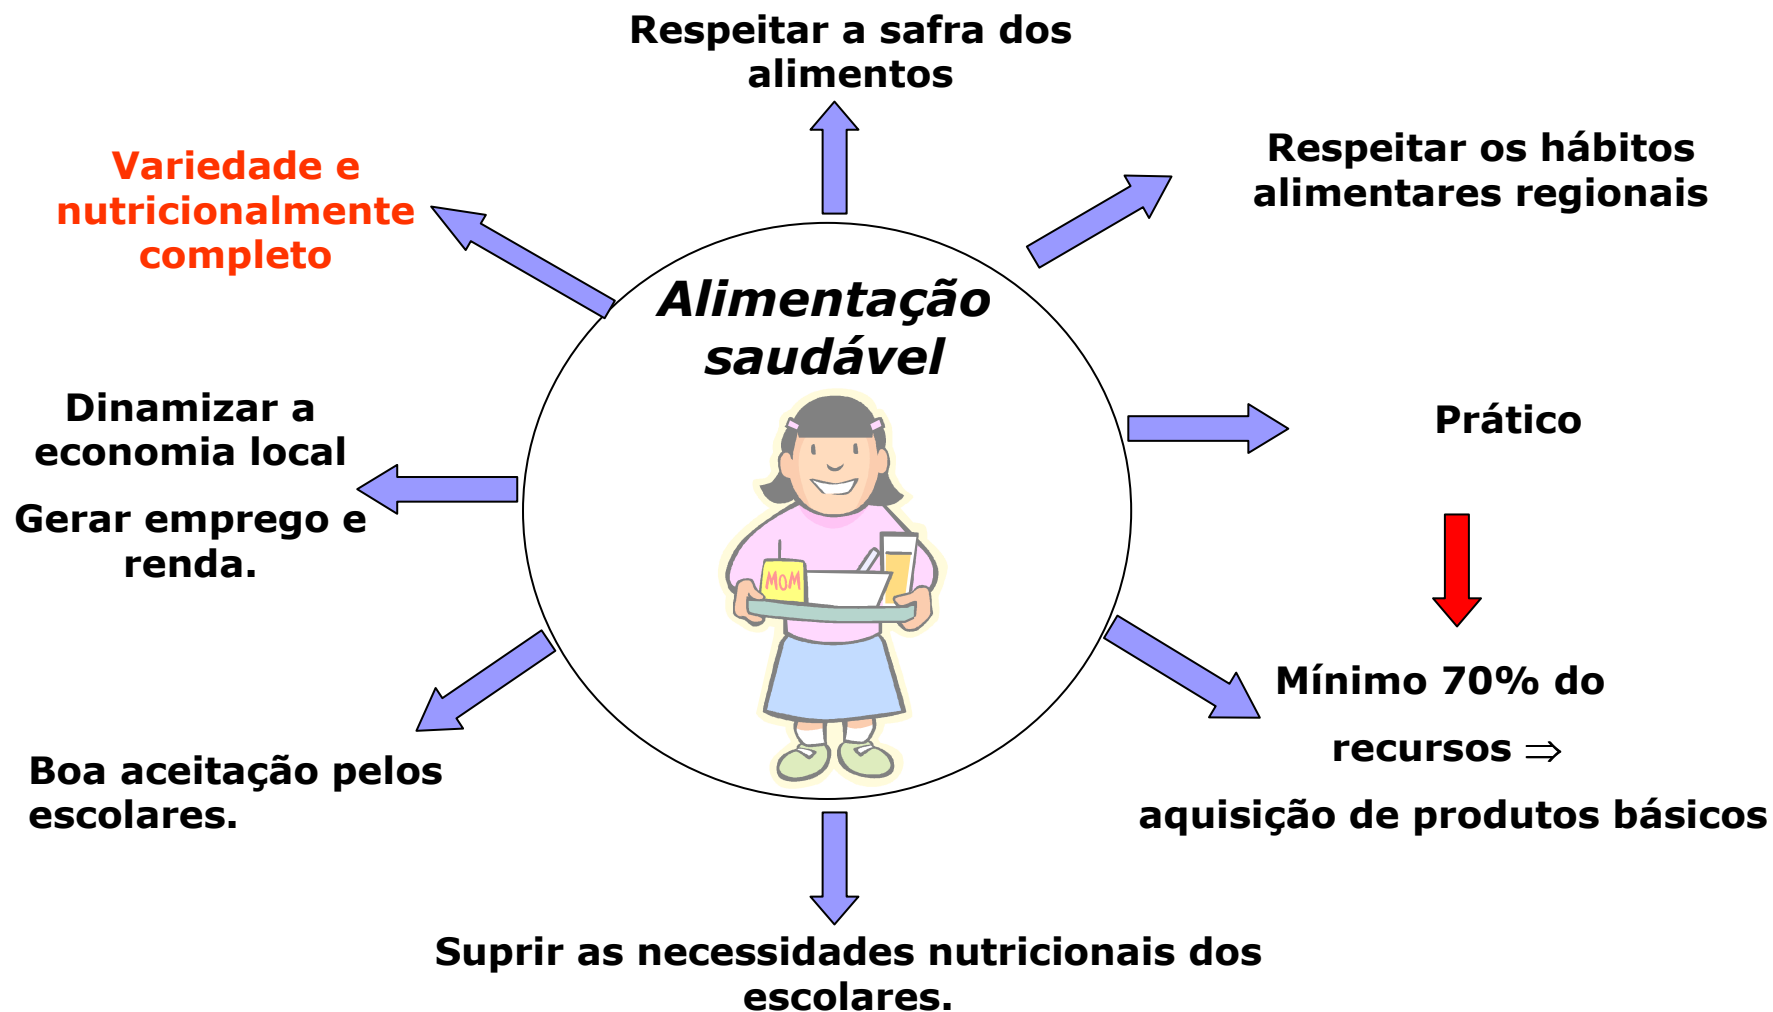 Respeitar a safra dos
alimentos
Respeitar os hábitos
alimentares regionais
Variedade e
nutricionalmente
completo
Alimentação
saudável
Dinamizar a
economia local
Gerar emprego e
renda.
Prático
MOM
Mínimo 70% do
recursos ⇒
aquisição de produtos básicos
Boa aceitação pelos
escolares.
Suprir as necessidades nutricionais dos
escolares.